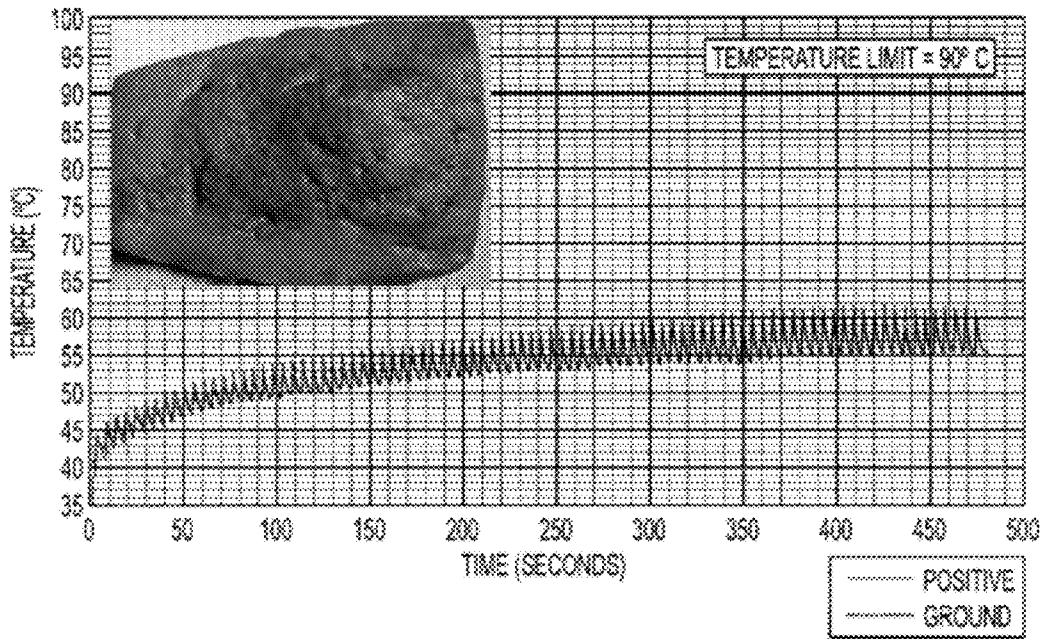 100
95
90
85
80
75
70
65
60
55
50
45
40
35
TEMPERATURE (°C)
TEMPERATURE LIMIT = 90° C
0 50 100 150 200 250 300 350 400 450 500
TIME (SECONDS)
POSITIVE
GROUND